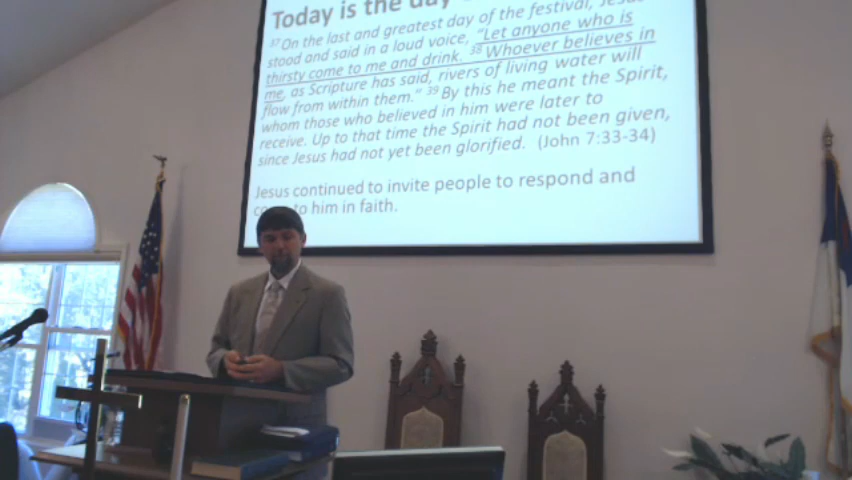 Today is the day
37 On the last and greatest day of the festival, Jesus
stood and said in a loud voice, "Let anyone who is
thirsty come to me and drink. 38 Whoever believes in
me, as Scripture has said, rivers of living water will
flow from within them." 39 By this he meant the Spirit,
whom those who believed in him were later to
receive. Up to that time the Spirit had not been given,
since Jesus had not yet been glorified. (John 7:33-34)
Jesus continued to invite people to respond and
to him in faith.